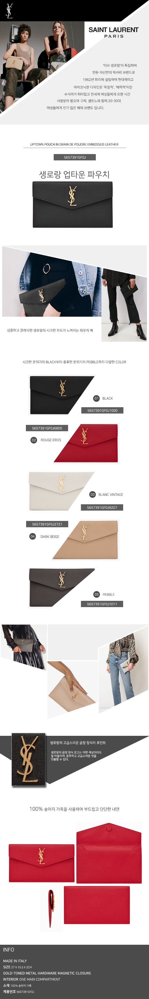 YSL
SAINT LAURENT
PARIS
'이브 생로랑'이 독립하여
만든 자신만의 럭셔리 브랜드로
1962년 파리에 설립하여 현대적이고
아이코닉한 디자인은 '독창적', '매력적'이란
수식어가 뒤따랐고 전세계 여성들에게 오랜 시간
사랑받아 왔으며 구찌, 셀린느와 함께 20-30대
여성들에게 인기 많은 해외 브랜드 입니다.
UPTOWN POUCH IN GRAIN DE POUDRE EMBOSSED LEATHER
5657391GF0J
생로랑 업타운 파우치
심플하고 클래식한 생로랑의 시크한 무드가 느껴지는 파우치 백
시크한 분위기의 BLACK부터 중후한 분위기의 PEBBLE까지 다양한 COLOR
01 BLACK
5657391GF0J1000
5657391GF0J6805
02 ROUGE EROS
03 BLANC VINTAGE
5657391GF0J9207
5657391GF0J2721
04 DARK BEIGE
05 PEBBLE
5657391GF0J1011
생로랑의 고급스러운 금장 장식이 포인트
생로랑의 금장 장식 로고는 어떤 색상이라도
잘 어울리며, 중후하고 고급스러운 멋을
연출할 수 있다.
100% 송아지 가죽을 사용하여 부드럽고 단단한 내면
INFO
MADE IN ITALY
SIZE 27 X 15.5 X 2CM
GOLD-TONED METAL HARDWARE MAGNETIC CLOSURE
INTERIOR ONE MAIN COMPARTMENT
소재 100% 송아지 가죽
제품번호 5657391GF0J